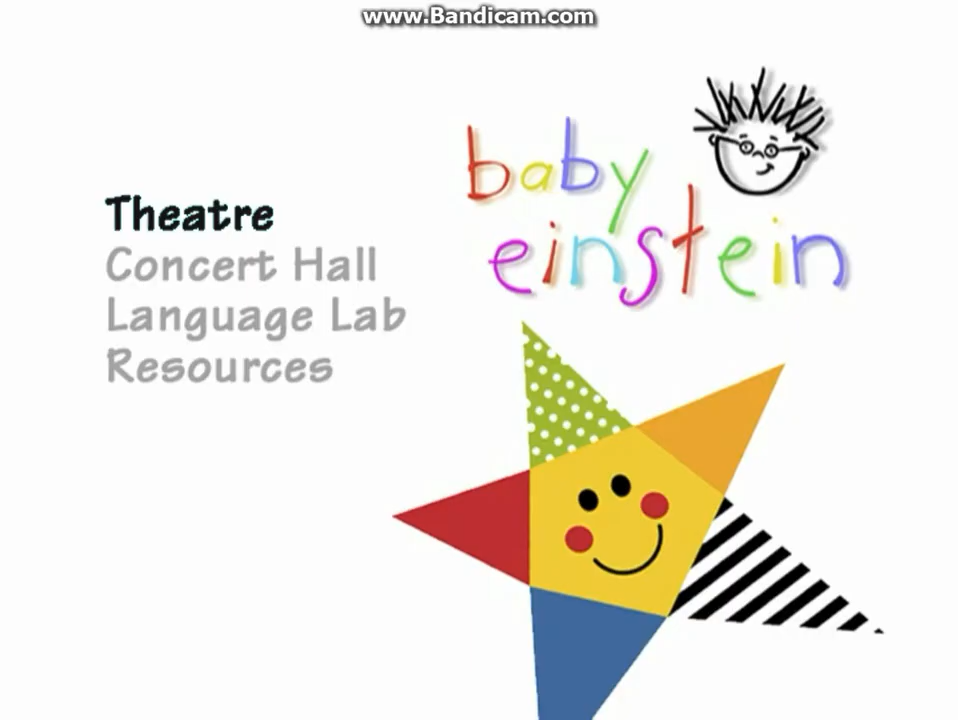 www.Bandicam.com
baby
einstein
Theatre
Concert Hall
Language Lab
Resources